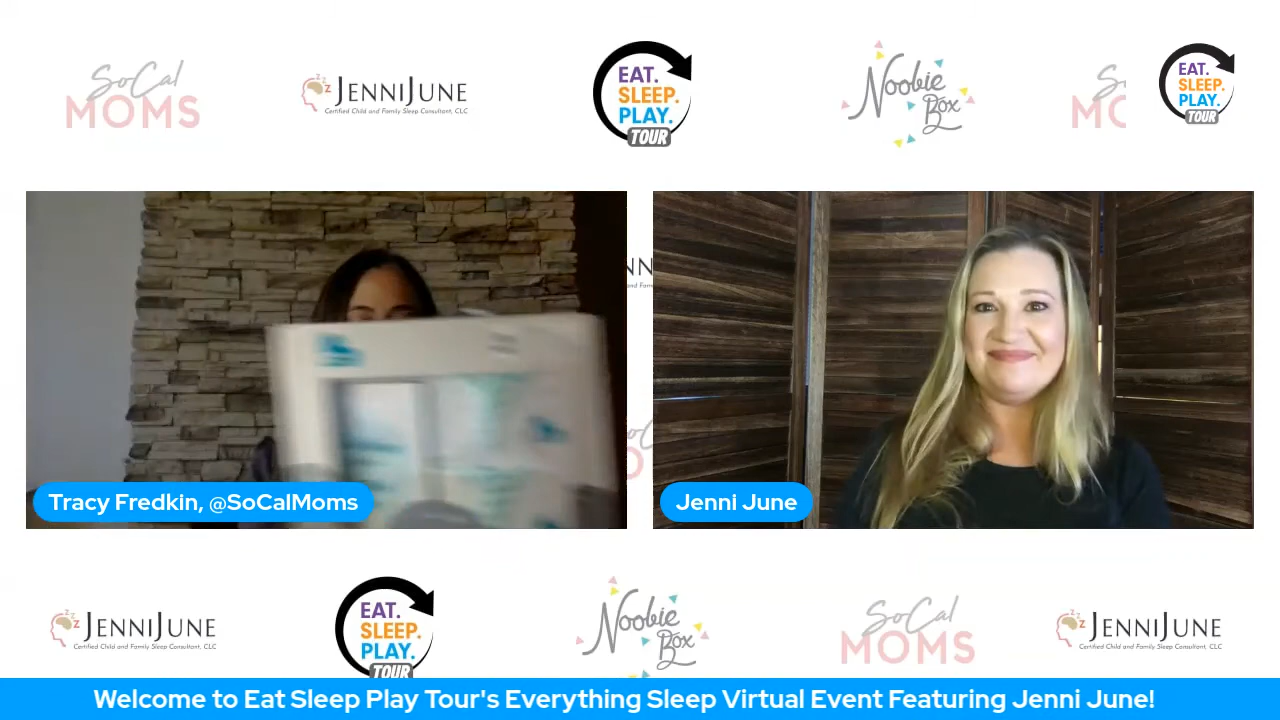 SoCal
MOMS
JENNIJUNE
Certified Child and Family Sleep Consultant, CLC
EAT.
SLEEP.
PLAY.
TOUR
Noobie
Box
EAT.
SLEEP.
PLAY.
TOUR
Tracy Fredkin, @SoCalMoms
Jenni June
JENNIJUNE
Certified Child and Family Sleep Consultant, CLC
EAT.
SLEEP.
PLAY.
TOUR
Noobie
Box
SoCal
MOMS
JENNIJUNE
Certified Child and Family Sleep Consultant, CLC
Welcome to Eat Sleep Play Tour's Everything Sleep Virtual Event Featuring Jenni June!